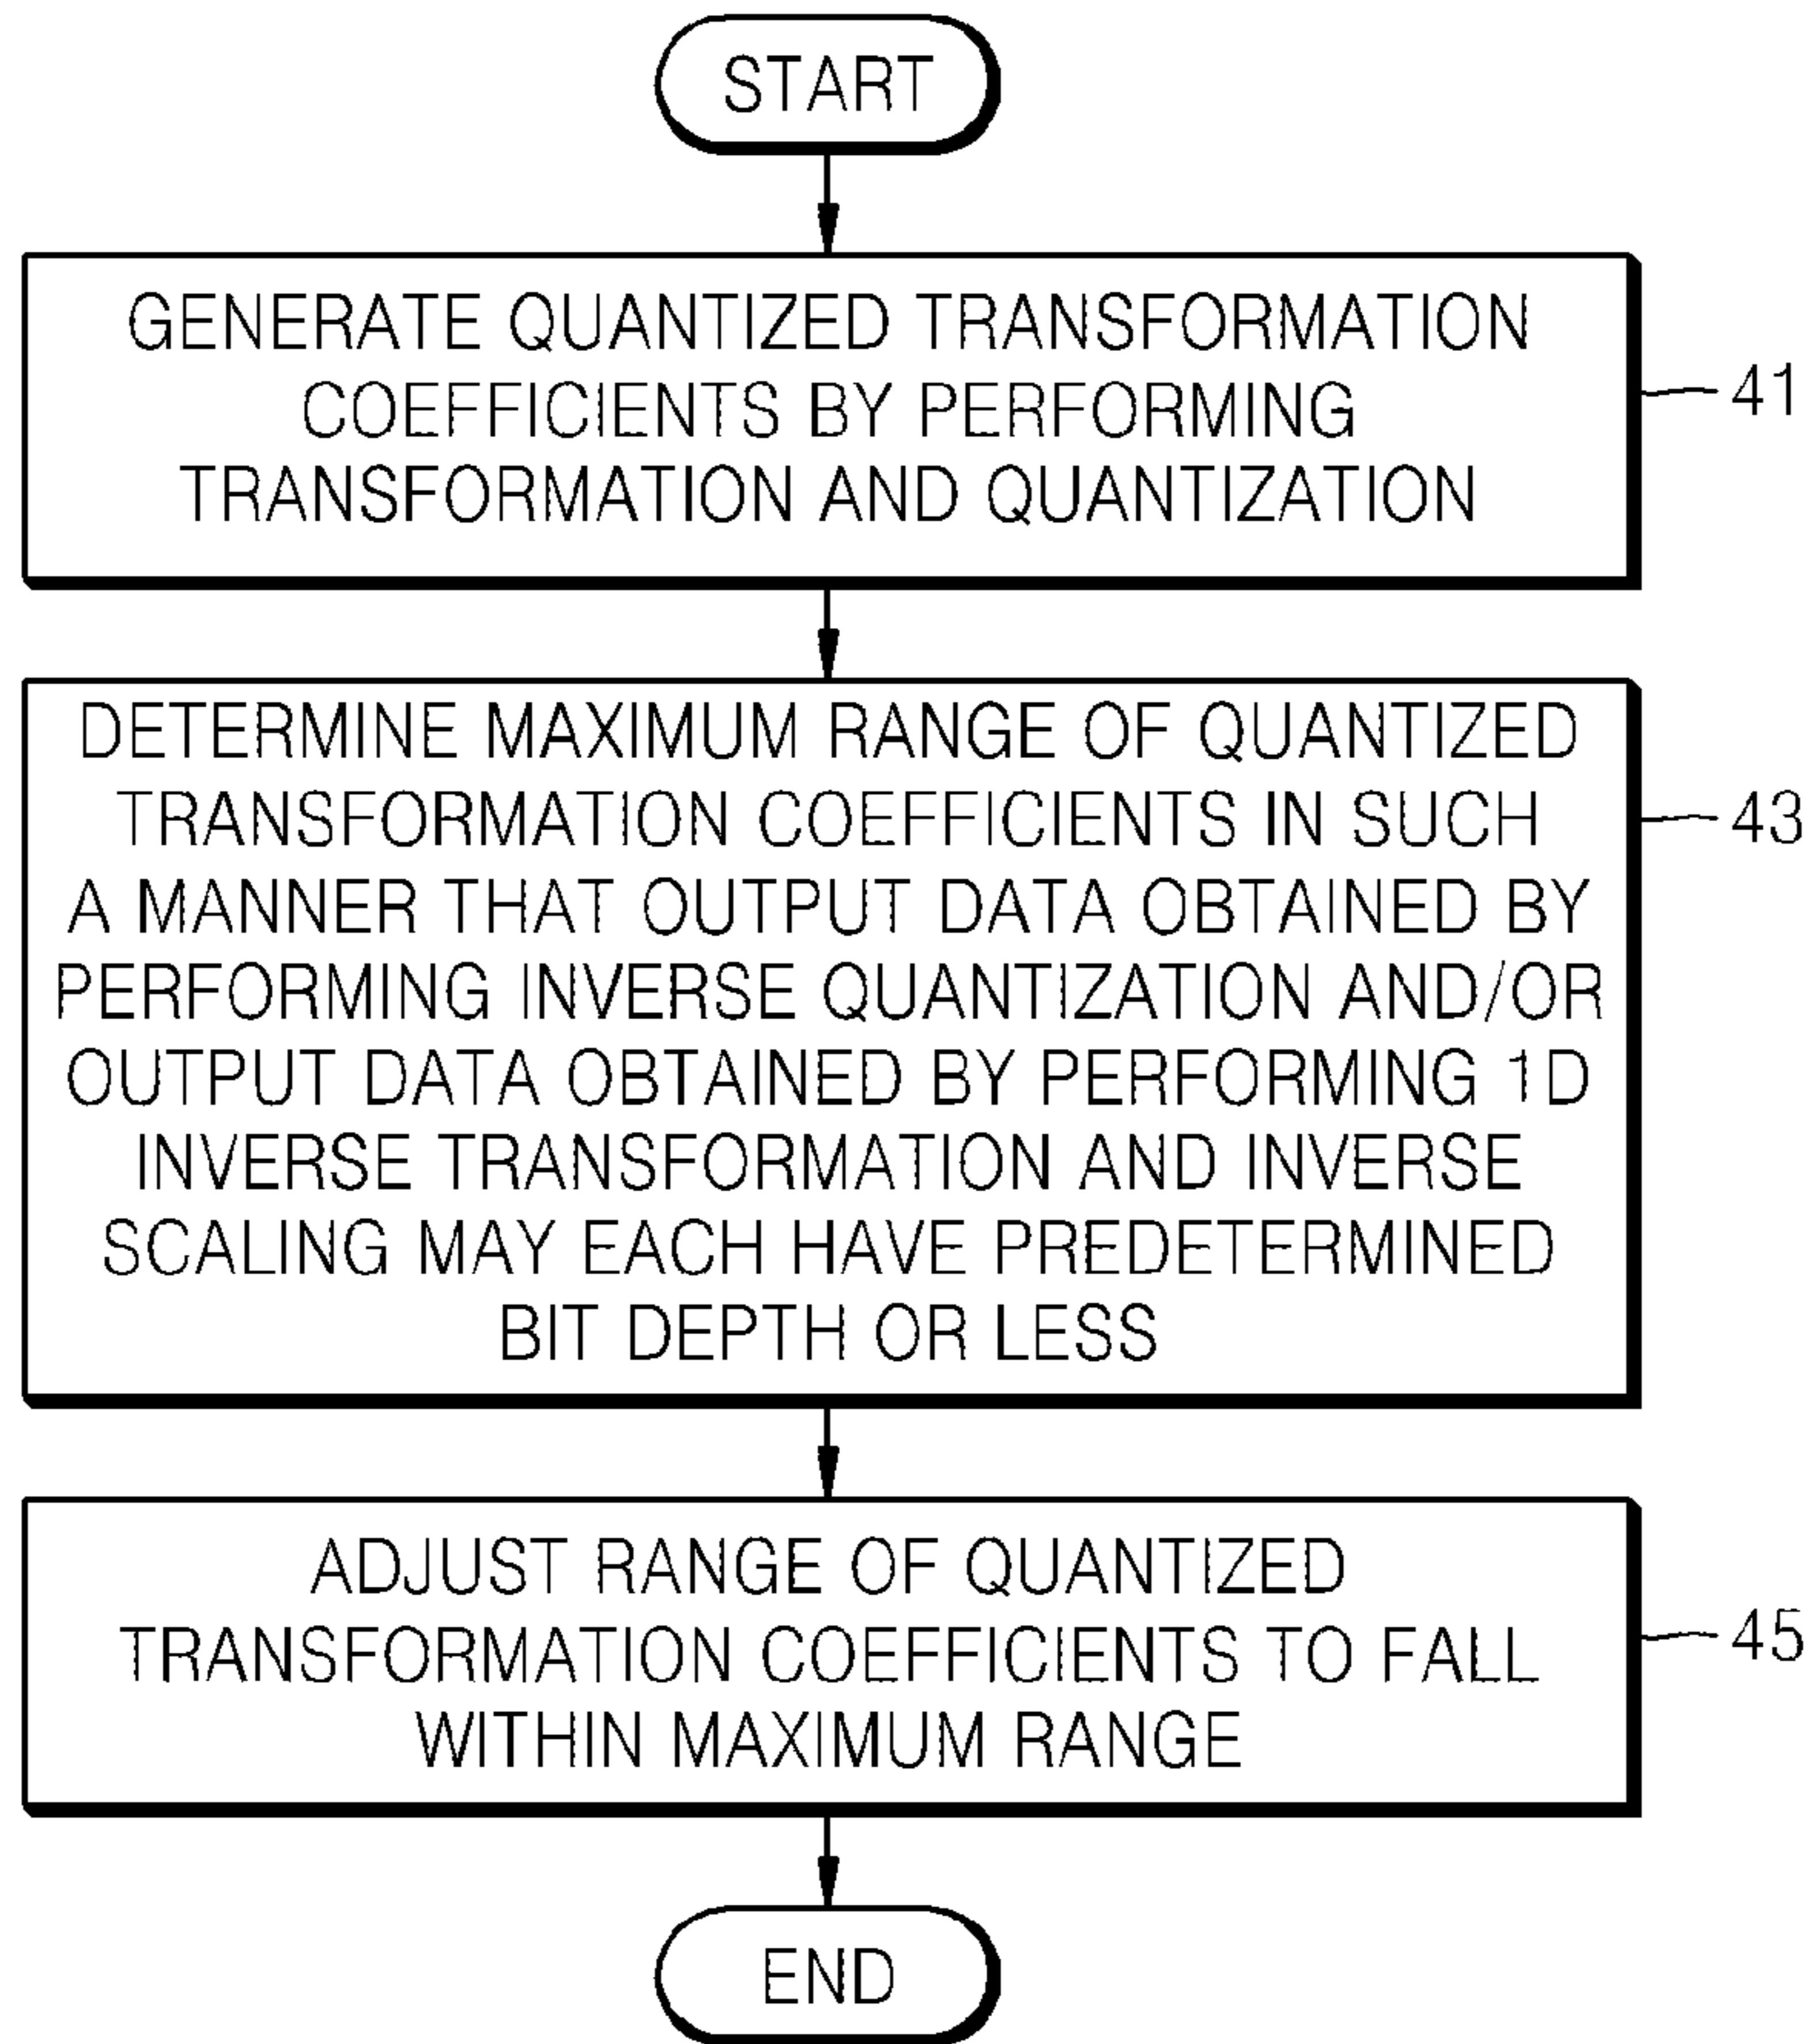 START
GENERATE QUANTIZED TRANSFORMATION
COEFFICIENTS BY PERFORMING
TRANSFORMATION AND QUANTIZATION
41
DETERMINE MAXIMUM RANGE OF QUANTIZED
TRANSFORMATION COEFFICIENTS IN SUCH
A MANNER THAT OUTPUT DATA OBTAINED BY
PERFORMING INVERSE QUANTIZATION AND/OR
OUTPUT DATA OBTAINED BY PERFORMING 1D
INVERSE TRANSFORMATION AND INVERSE
SCALING MAY EACH HAVE PREDETERMINED
BIT DEPTH OR LESS
43
ADJUST RANGE OF QUANTIZED
TRANSFORMATION COEFFICIENTS TO FALL
WITHIN MAXIMUM RANGE
45
END